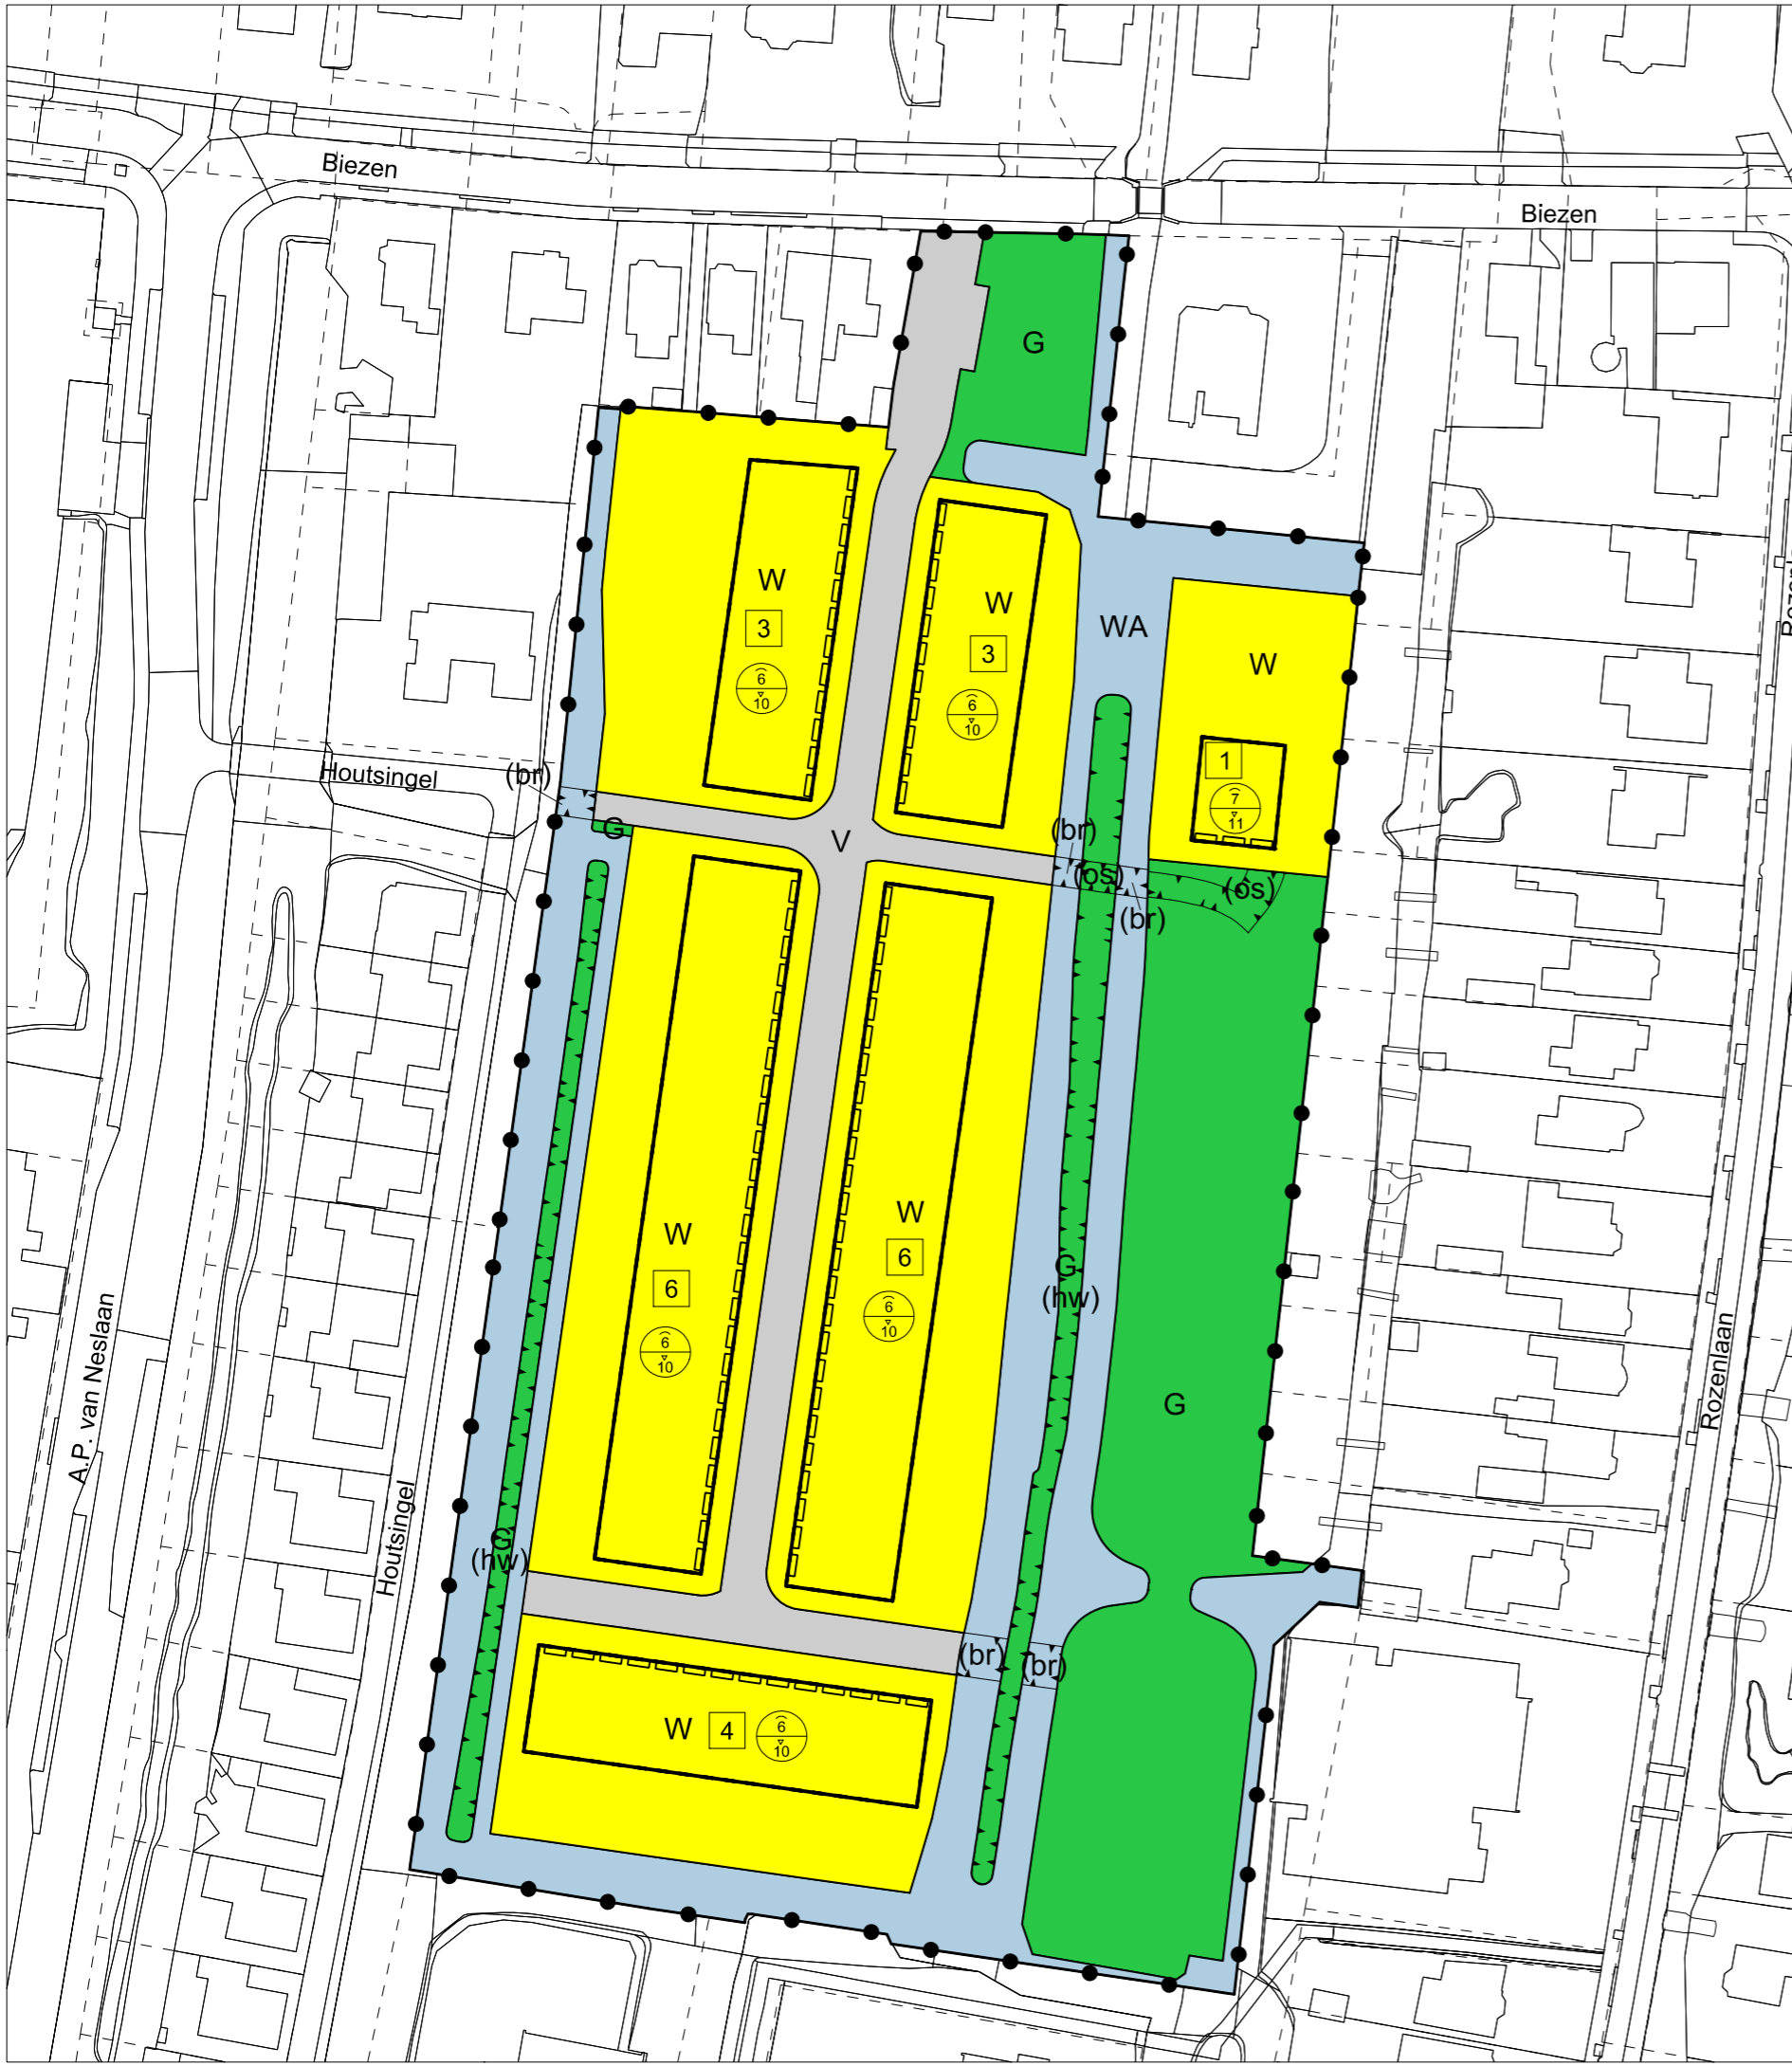 Biezen
Biezen
G
W
3
6
10
W
3
6
10
WA
W
1
7
11
Houtsingel
(br)
G
V
(br)
(os)
(os)
(br)
W
6
6
10
W
6
6
10
G
(hw)
G
A.P. van Neslaan
Houtsingel
Rozenlaan
G
(hw)
(br)
(br)
W
4
6
10